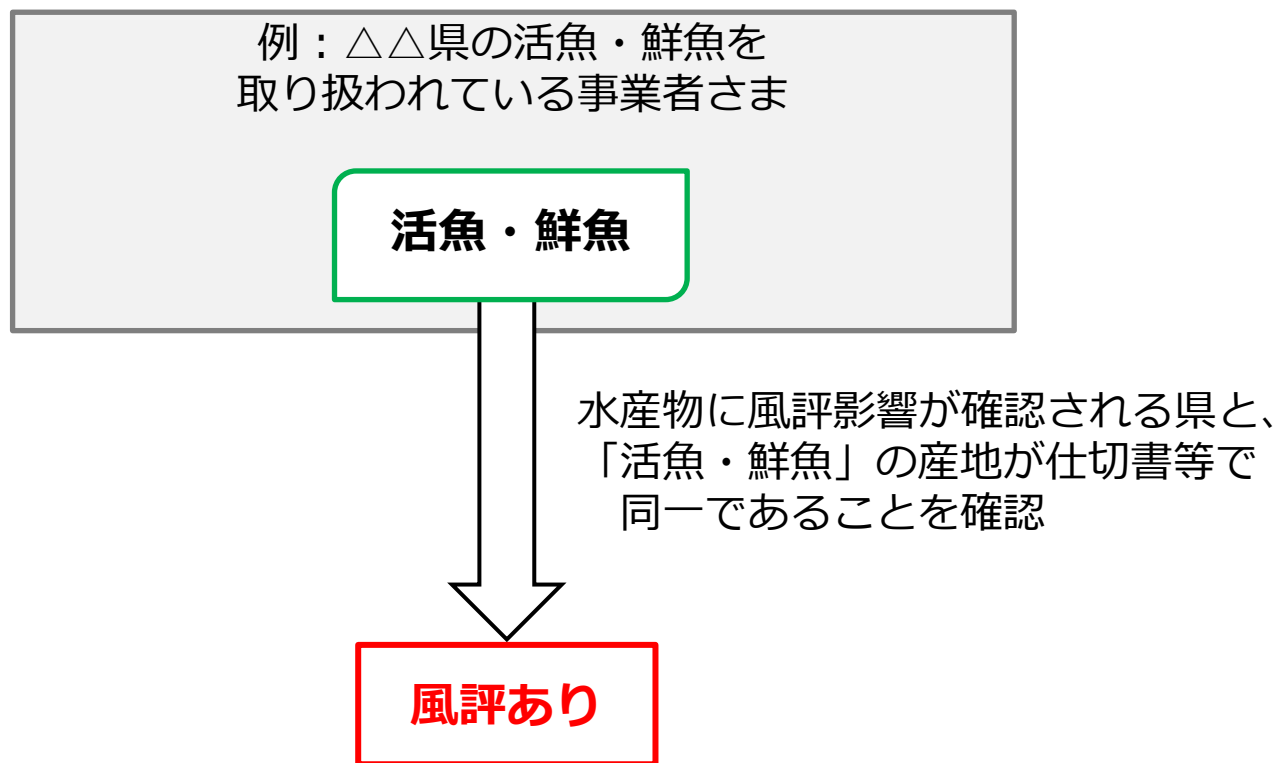 例：△△県の活魚・鮮魚を
取り扱われている事業者さま
活魚・鮮魚
水産物に風評影響が確認される県と、
「活魚・鮮魚」の産地が仕切書等で
同一であることを確認
風評あり